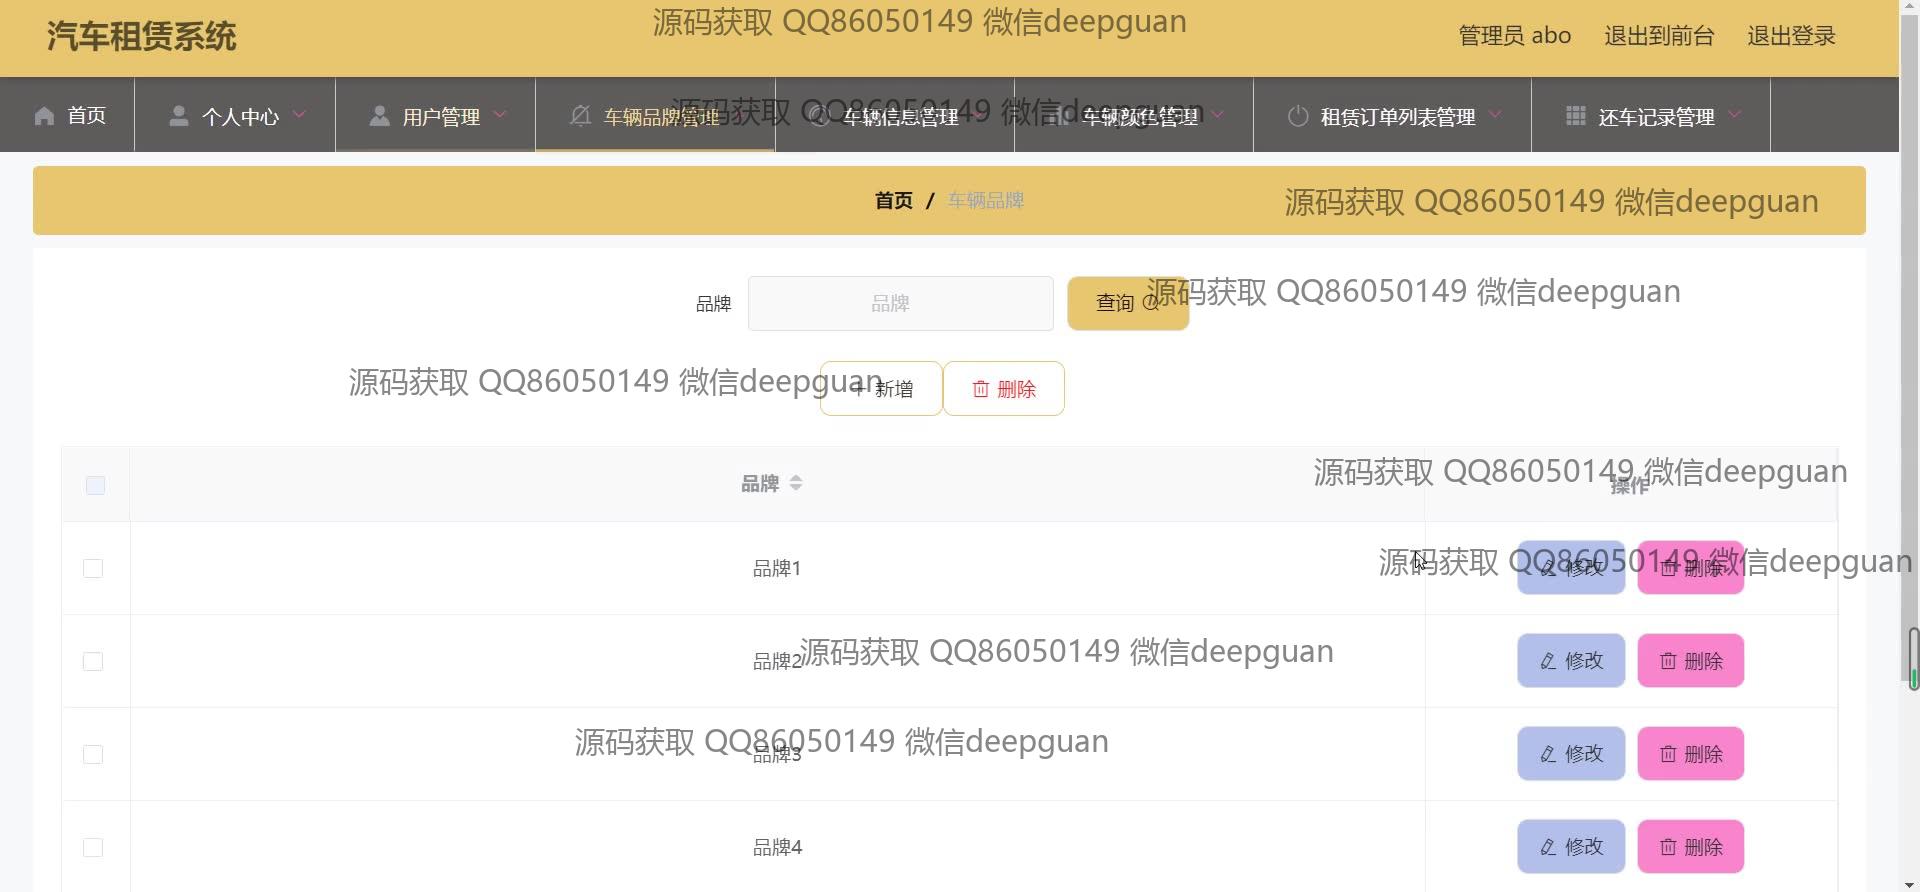 汽车租赁系统
源码获取 QQ86050149 微信deepguan
管理员 abo 退出到前台 退出登录
首页 个人中心 用户管理 车辆品牌管理 车辆信息管理 车辆颜色管理 租赁订单列表管理 还车记录管理
源码获取 QQ86050149 微信deepguan
首页 / 车辆品牌
源码获取 QQ86050149 微信deepguan
品牌 品牌 查询
源码获取 QQ86050149 微信deepguan
源码获取 QQ86050149 微信deepguan
+ 新增 删除
源码获取 QQ86050149 微信deepguan
品牌 操作
源码获取 QQ86050149 微信deepguan
品牌1 修改 删除
源码获取 QQ86050149 微信deepguan
品牌2 修改 删除
源码获取 QQ86050149 微信deepguan
品牌3 修改 删除
品牌4 修改 删除